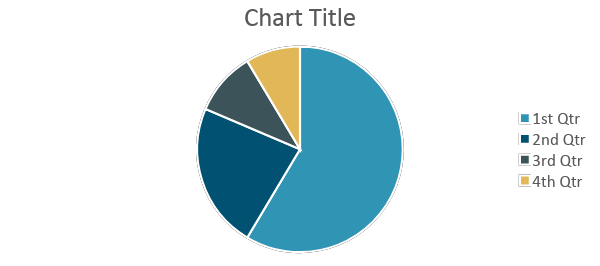 Chart Title
1st Qtr
2nd Qtr
3rd Qtr
4th Qtr